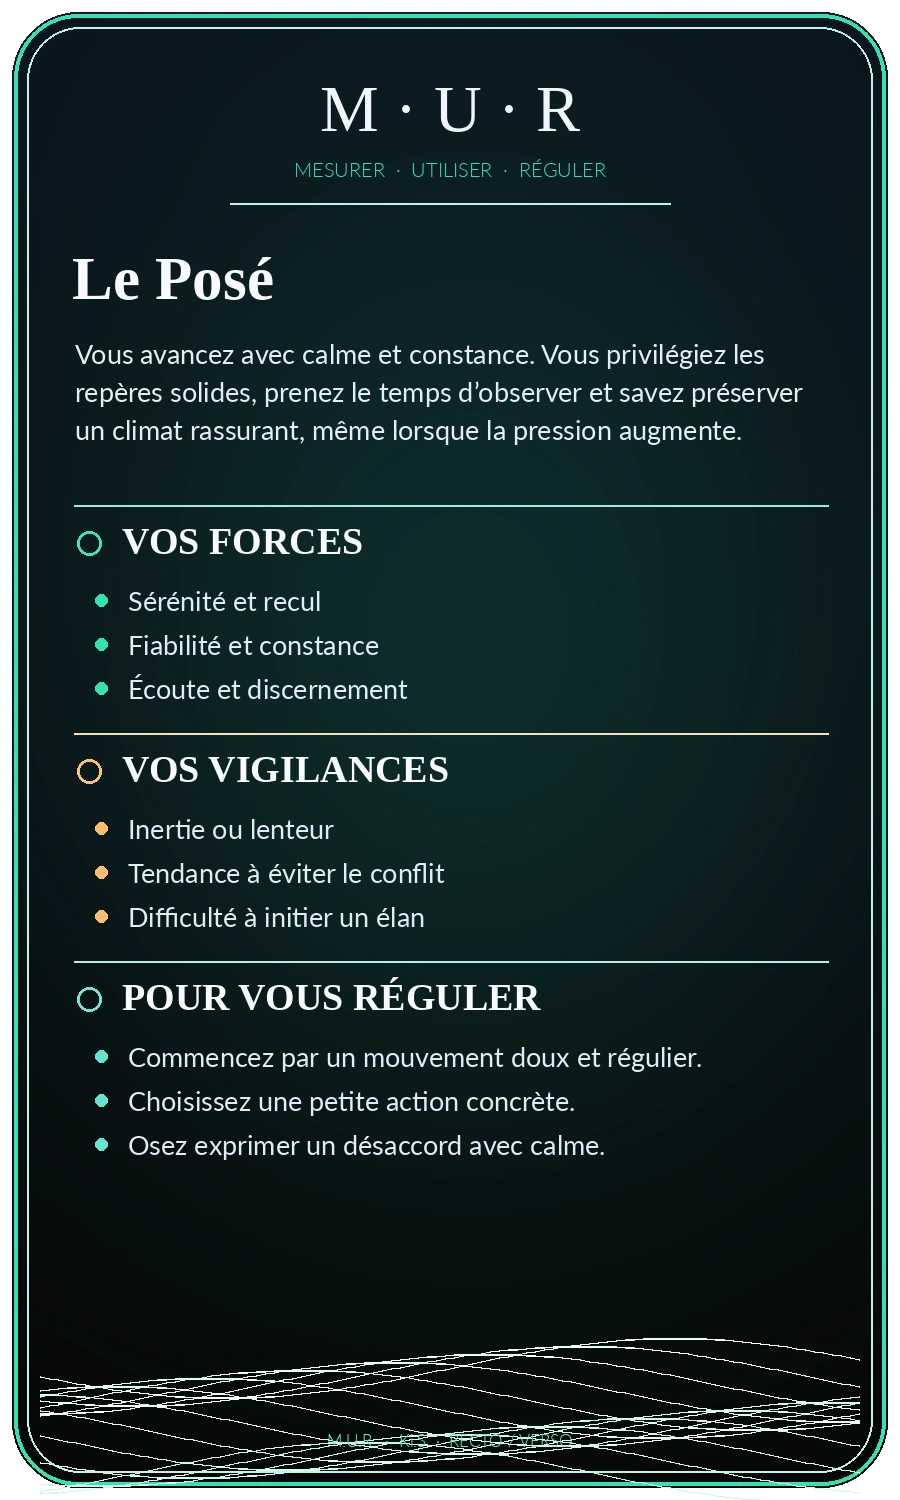 M · U · R
MESURER · UTILISER · RÉGULER
Le Posé
Vous avancez avec calme et constance. Vous privilégiez les
repères solides, prenez le temps d’observer et savez préserver
un climat rassurant, même lorsque la pression augmente.
VOS FORCES
Sérénité et recul
Fiabilité et constance
Écoute et discernement
VOS VIGILANCES
Inertie ou lenteur
Tendance à éviter le conflit
Difficulté à initier un élan
POUR VOUS RÉGULER
Commencez par un mouvement doux et régulier.
Choisissez une petite action concrète.
Osez exprimer un désaccord avec calme.
RECTO / VERSO